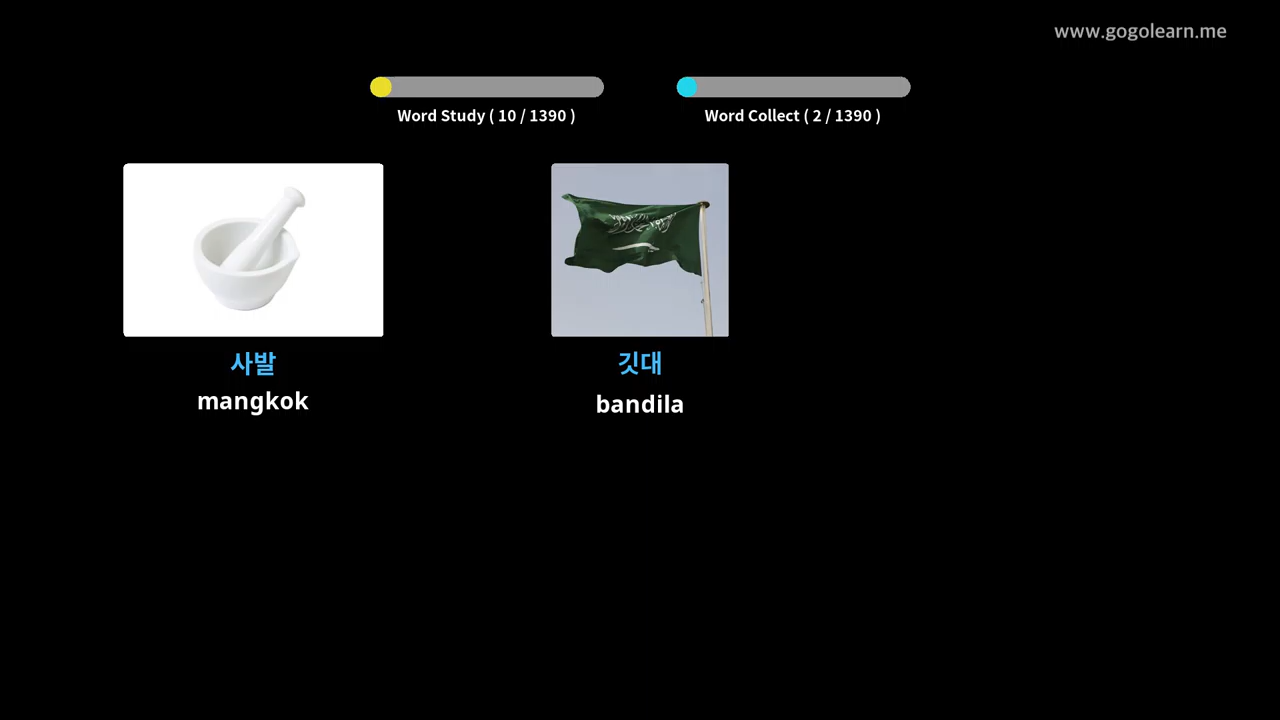 www.gogolearn.me
Word Study ( 10 / 1390 )
Word Collect ( 2 / 1390 )
사발
mangkok
깃대
bandila